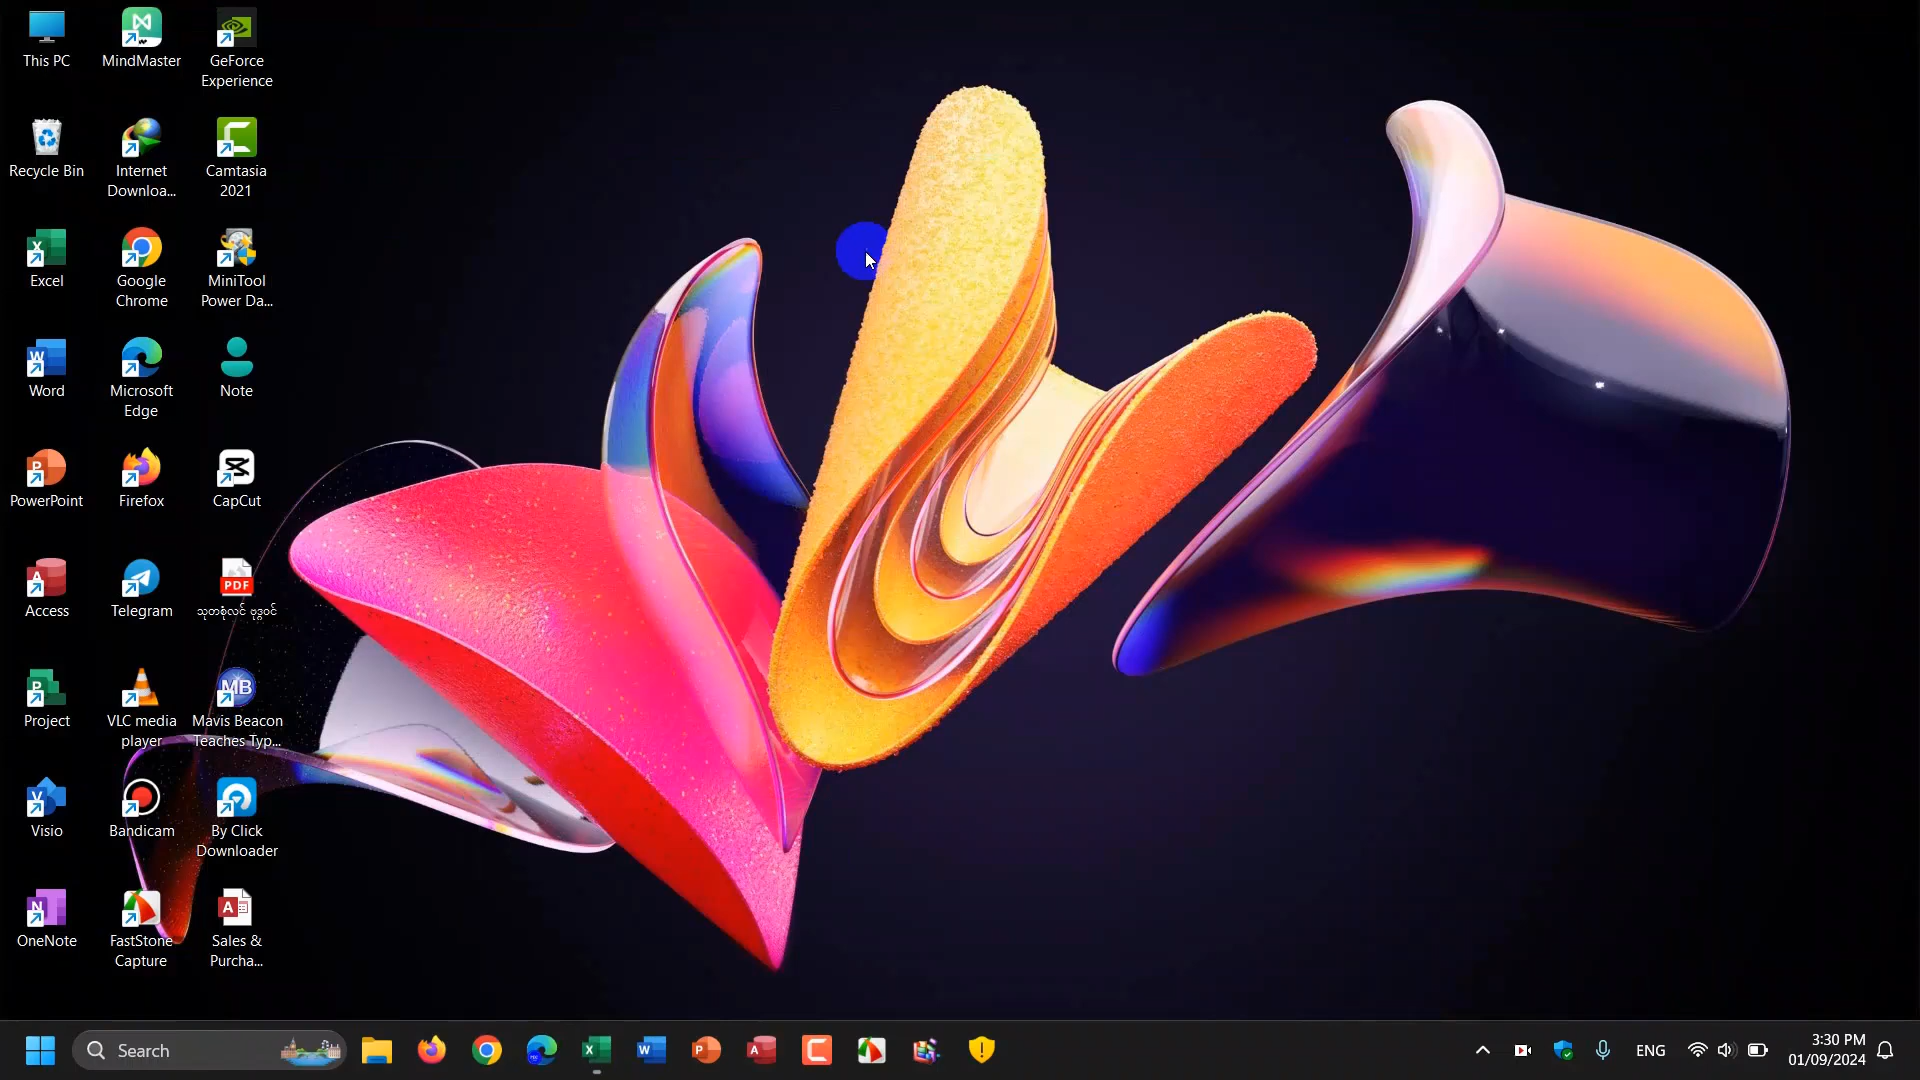 This PC
MindMaster
GeForce
Experience
Recycle Bin
Internet
Downloa...
Camtasia
2021
Excel
Google
Chrome
MiniTool
Power Da...
Word
Microsoft
Edge
Note
PowerPoint
Firefox
CapCut
Access
Telegram
PDF
Project
VLC media
player
MB
Mavis Beacon
Teaches Typ...
Visio
Bandicam
By Click
Downloader
OneNote
FastStone
Capture
Sales &
Purcha...
Search
ENG
3:30 PM
01/09/2024